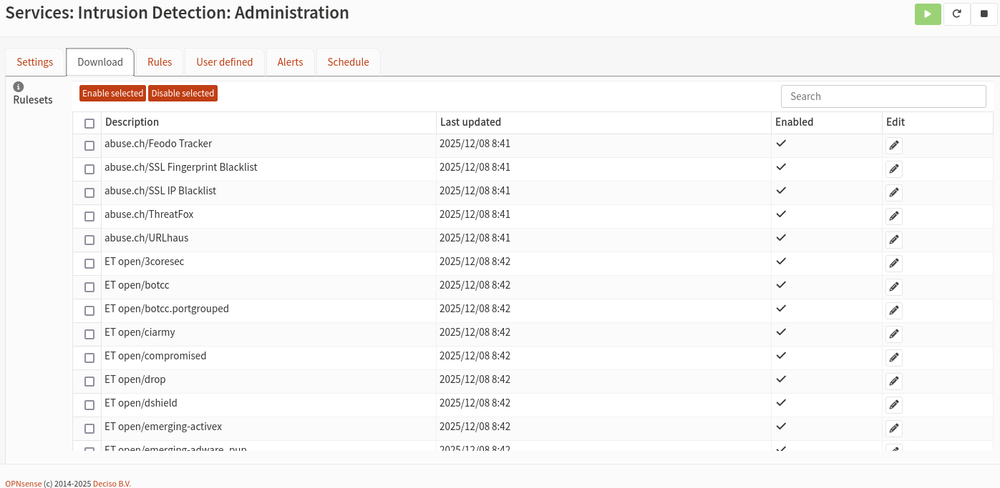 Services: Intrusion Detection: Administration
Settings Download Rules User defined Alerts Schedule
Rulesets
Enable selected Disable selected Search
Description Last updated Enabled Edit
abuse.ch/Feodo Tracker 2025/12/08 8:41
abuse.ch/SSL Fingerprint Blacklist 2025/12/08 8:41
abuse.ch/SSL IP Blacklist 2025/12/08 8:41
abuse.ch/ThreatFox 2025/12/08 8:41
abuse.ch/URLhaus 2025/12/08 8:41
ET open/3coresec 2025/12/08 8:42
ET open/botcc 2025/12/08 8:42
ET open/botcc.portgrouped 2025/12/08 8:42
ET open/ciarmy 2025/12/08 8:42
ET open/compromised 2025/12/08 8:42
ET open/drop 2025/12/08 8:42
ET open/dshield 2025/12/08 8:42
ET open/emerging-activex 2025/12/08 8:42
ET open/emerging-adware_pup 2025/12/08 8:42
OPNsense (c) 2014-2025 Deciso B.V.